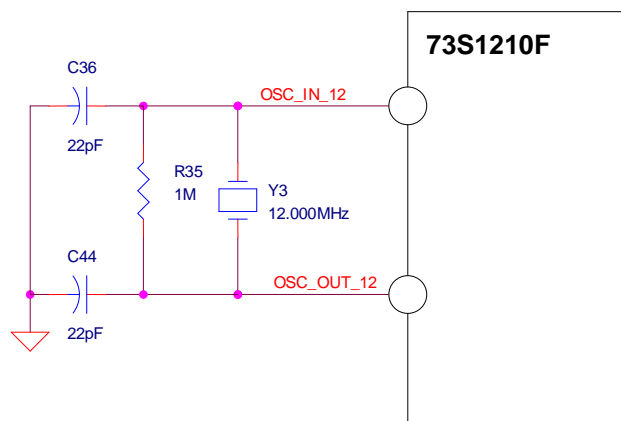 73S1210F
C36
OSC_IN_12
22pF
R35
1M
Y3
12.000MHz
C44
OSC_OUT_12
22pF